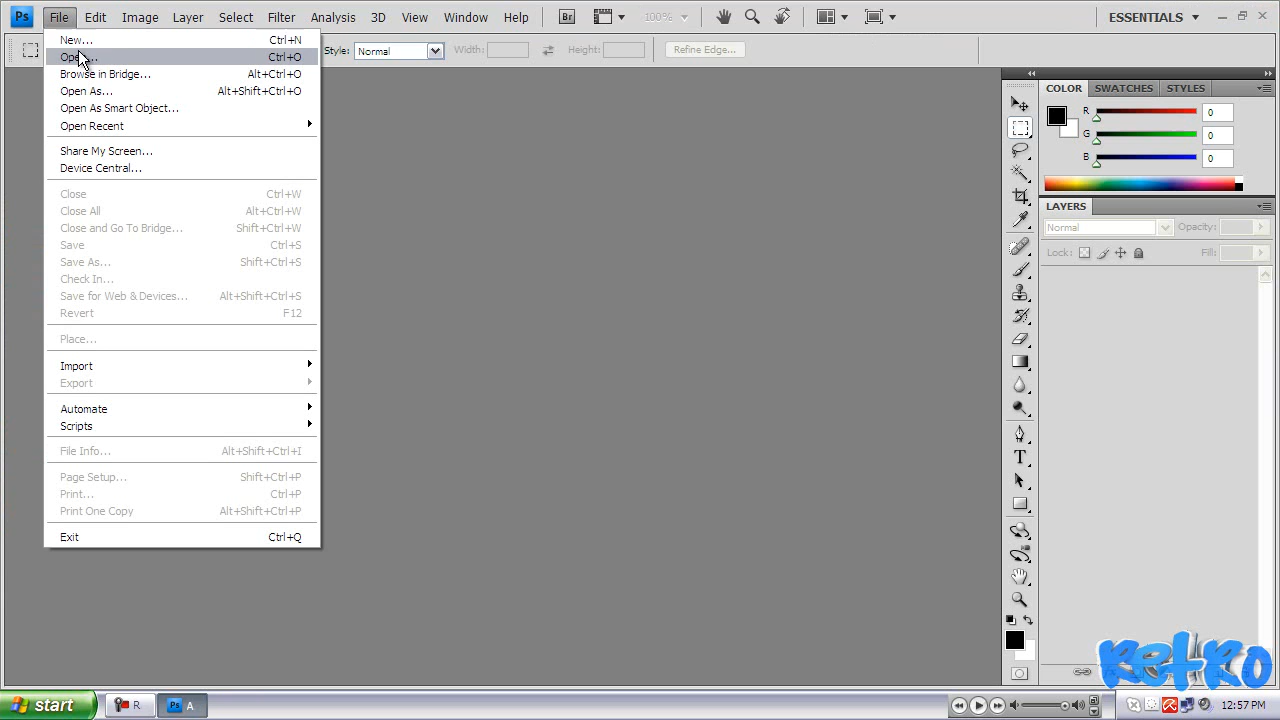 Ps File Edit Image Layer Select Filter Analysis 3D View Window Help Br 100% ESSENTIALS
Style: Normal Width: Height: Refine Edge...
New... Ctrl+N
Open... Ctrl+O
Browse in Bridge... Alt+Ctrl+O
Open As... Alt+Shift+Ctrl+O
Open As Smart Object...
Open Recent
Share My Screen...
Device Central...
Close Ctrl+W
Close All Alt+Ctrl+W
Close and Go To Bridge... Shift+Ctrl+W
Save Ctrl+S
Save As... Shift+Ctrl+S
Check In...
Save for Web & Devices... Alt+Shift+Ctrl+S
Revert F12
Place...
Import
Export
Automate
Scripts
File Info... Alt+Shift+Ctrl+I
Page Setup... Shift+Ctrl+P
Print... Ctrl+P
Print One Copy Alt+Shift+Ctrl+P
Exit Ctrl+Q
COLOR SWATCHES STYLES
R 0
G 0
B 0
LAYERS
Normal Opacity:
Lock: Fill:
T
retro
start R Ps A 12:57 PM